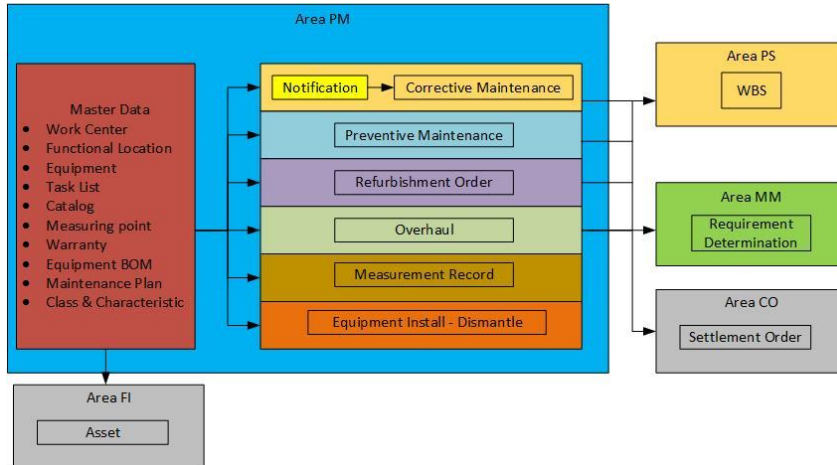 Area PM
Master Data
Work Center
Functional Location
Equipment
Task List
Catalog
Measuring point
Warranty
Equipment BOM
Maintenance Plan
Class & Characteristic
Notification
Corrective Maintenance
Preventive Maintenance
Refurbishment Order
Overhaul
Measurement Record
Equipment Install - Dismantle
Area PS
WBS
Area MM
Requirement
Determination
Area CO
Settlement Order
Area FI
Asset